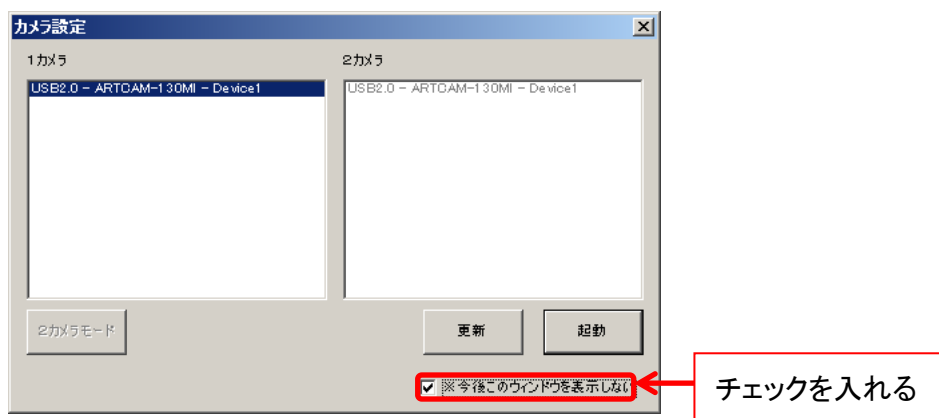 カメラ設定
1カメラ
2カメラ
USB2.0 - ARTCAM-130MI - Device1
USB2.0 - ARTCAM-130MI - Device1
2カメラモード
更新
起動
※今後このウィンドウを表示しない
チェックを入れる